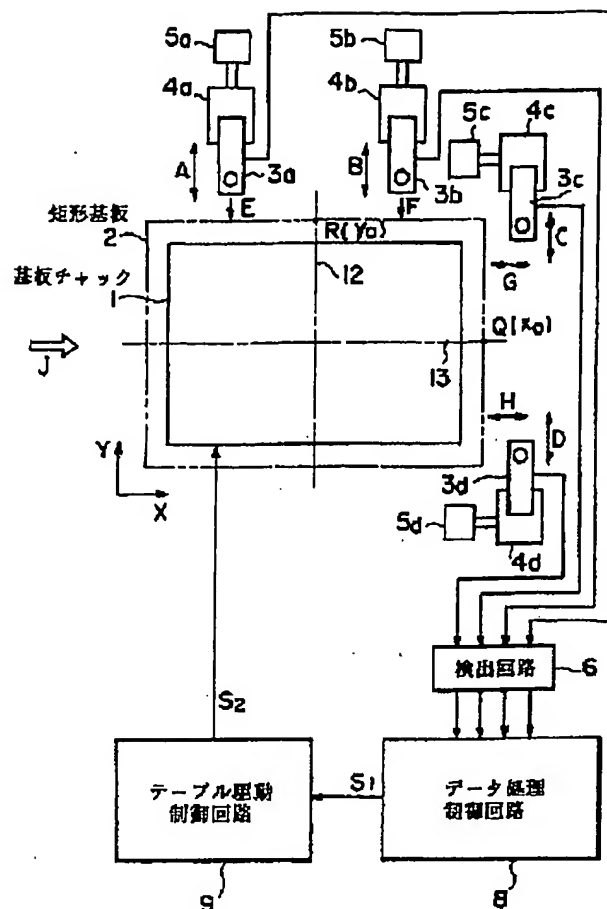 5a
5b
4a
4b
4c
5c
A
3a
B
3b
3c
C
E
F
矩形基板
2
R(y₀)
G
基板チャック
1
12
Q(x₀)
J
13
H
D
Y
X
3d
5d
4d
検出回路
6
S2
テーブル駆動
制御回路
S1
データ処理
制御回路
9
8